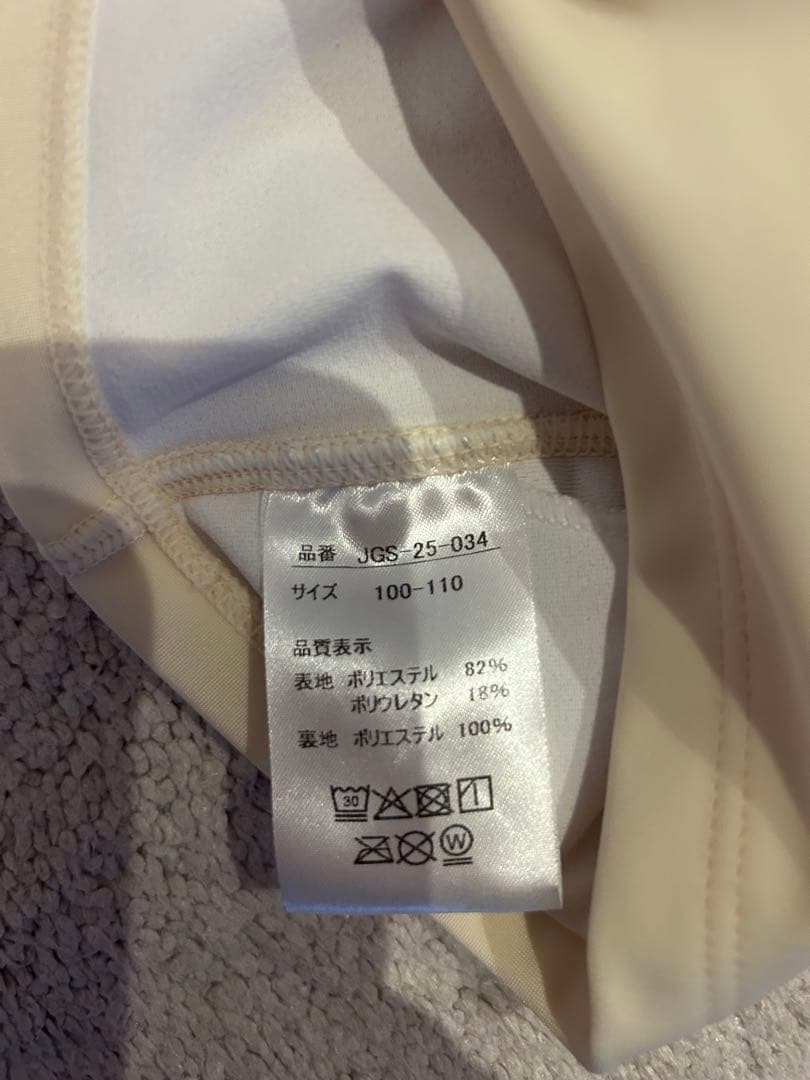 品番 JGS-25-034
サイズ 100-110
品質表示
表地 ポリエステル 82%
ポリウレタン 18%
裏地 ポリエステル 100%
30
W